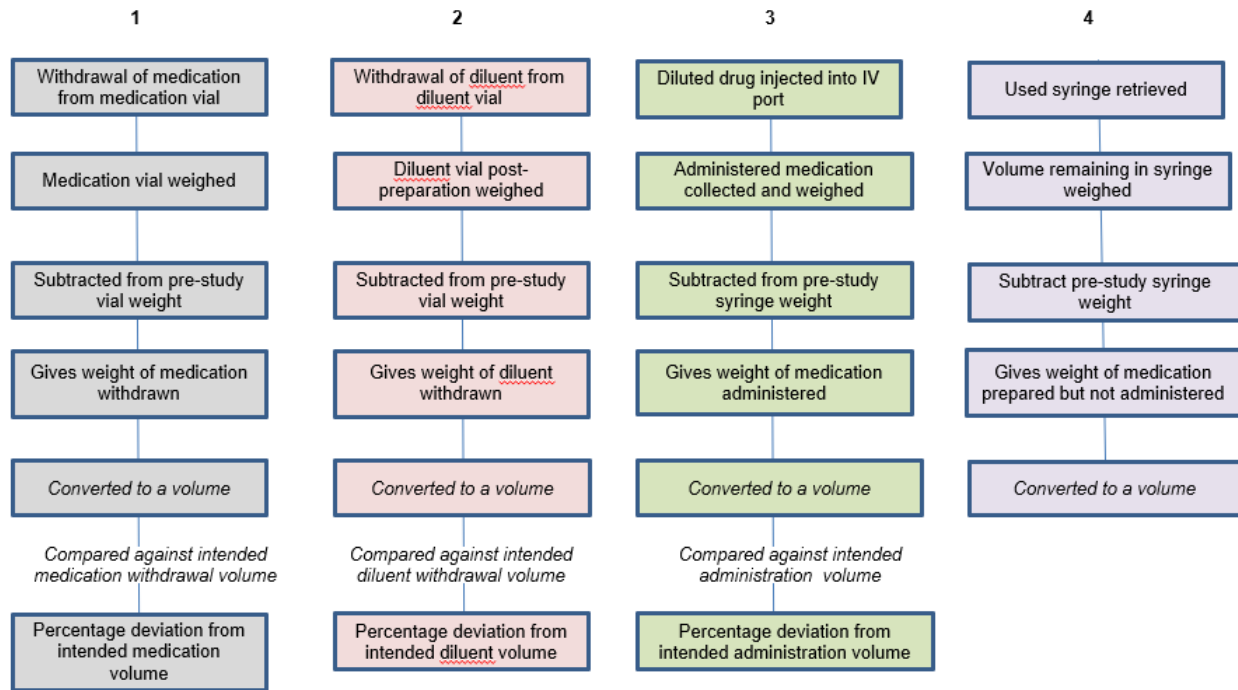 1
2
3
4
Withdrawal of medication
from medication vial
Medication vial weighed
Subtracted from pre-study
vial weight
Gives weight of medication
withdrawn
Converted to a volume
Compared against intended
medication withdrawal volume
Percentage deviation from
intended medication
volume
Withdrawal of diluent from
diluent vial
Diluent vial post-
preparation weighed
Subtracted from pre-study
vial weight
Gives weight of diluent
withdrawn
Converted to a volume
Compared against intended
diluent withdrawal volume
Percentage deviation from
intended diluent volume
Diluted drug injected into IV
port
Administered medication
collected and weighed
Subtracted from pre-study
syringe weight
Gives weight of medication
administered
Converted to a volume
Compared against intended
administration volume
Percentage deviation from
intended administration volume
Used syringe retrieved
Volume remaining in syringe
weighed
Subtract pre-study syringe
weight
Gives weight of medication
prepared but not administered
Converted to a volume